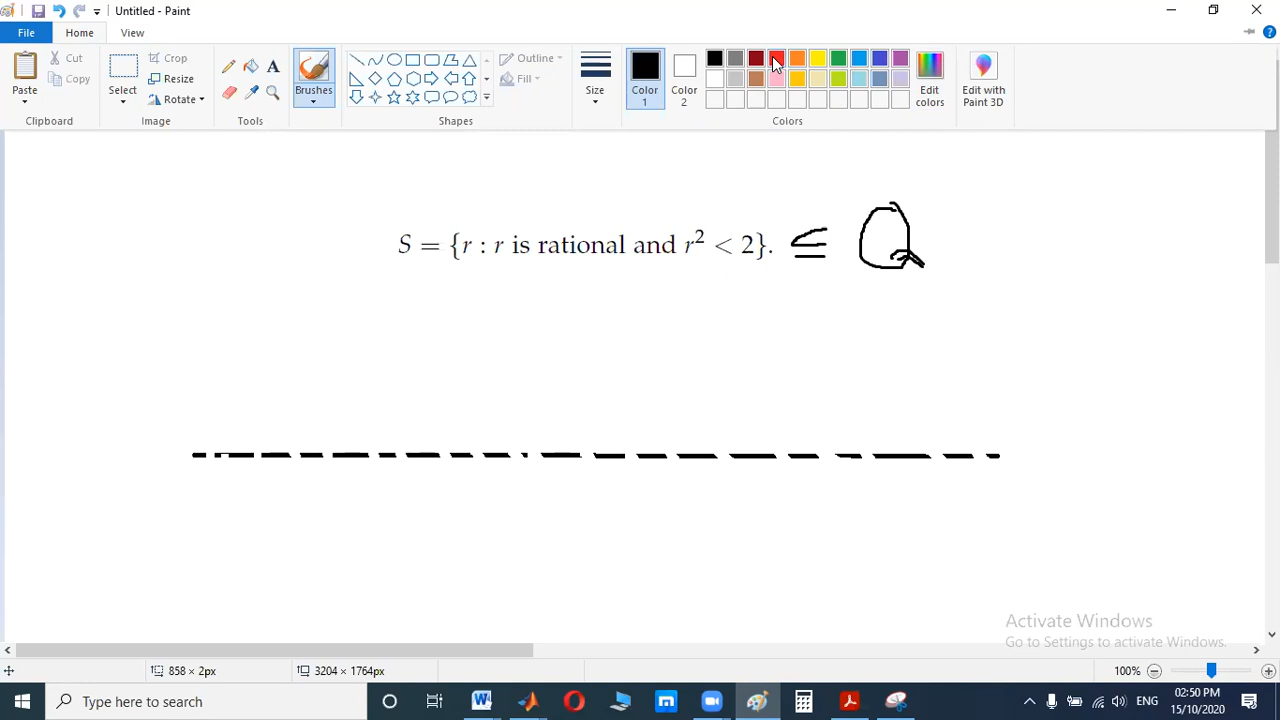 Untitled - Paint
File Home View
Paste
Cut
Copy
Clipboard
Select
Crop
Resize
Rotate
Image
A
Tools
Brushes
Outline
Fill
Shapes
Size
Color 1
Color 2
Edit colors
Colors
Edit with Paint 3D
S = {r : r is rational and r² < 2}. ⊆ Q
Activate Windows
Go to Settings to activate Windows.
858 × 2px
3204 × 1764px
100%
Type here to search
ENG
02:50 PM
15/10/2020